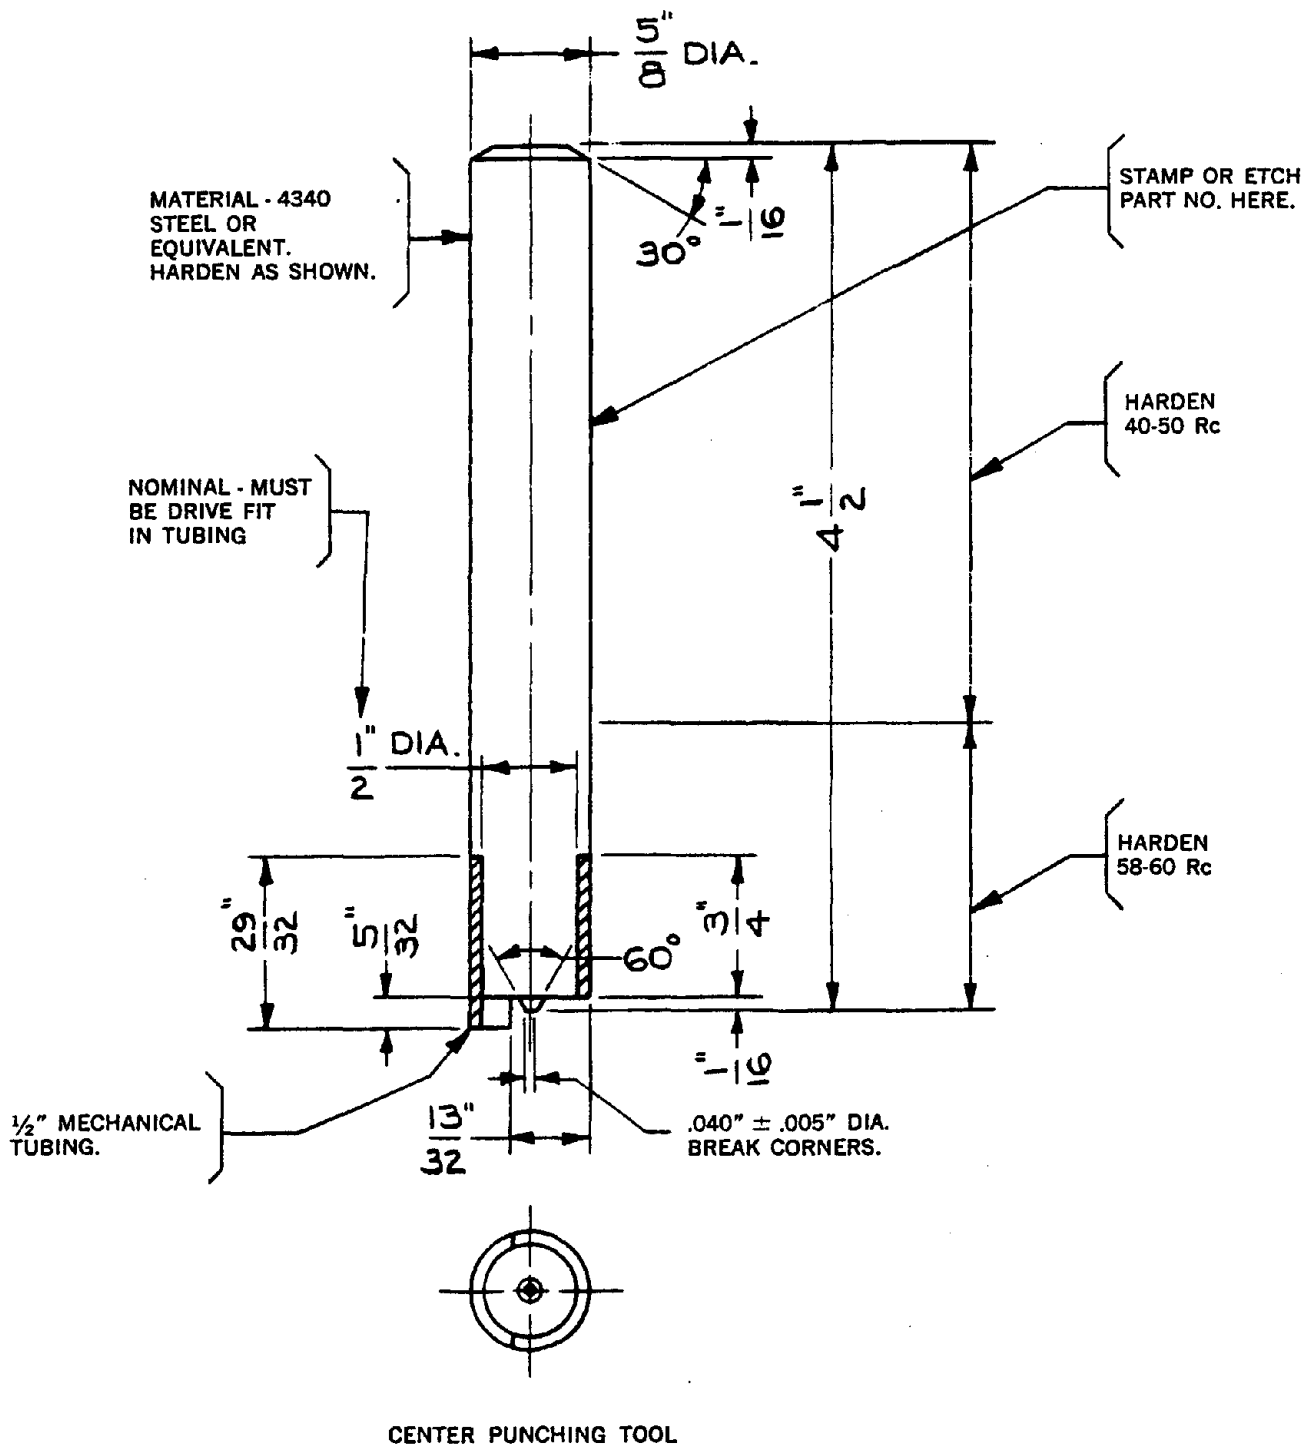 5" DIA.
8
MATERIAL - 4340
STEEL OR
EQUIVALENT.
HARDEN AS SHOWN.
STAMP OR ETCH
PART NO. HERE.
1"
16
30°
HARDEN
40-50 Rc
NOMINAL - MUST
BE DRIVE FIT
IN TUBING
4 1"
2
1" DIA.
2
HARDEN
58-60 Rc
29"
32
5"
32
3"
4
60°
1"
16
½" MECHANICAL
TUBING.
13"
32
.040" ± .005" DIA.
BREAK CORNERS.
CENTER PUNCHING TOOL